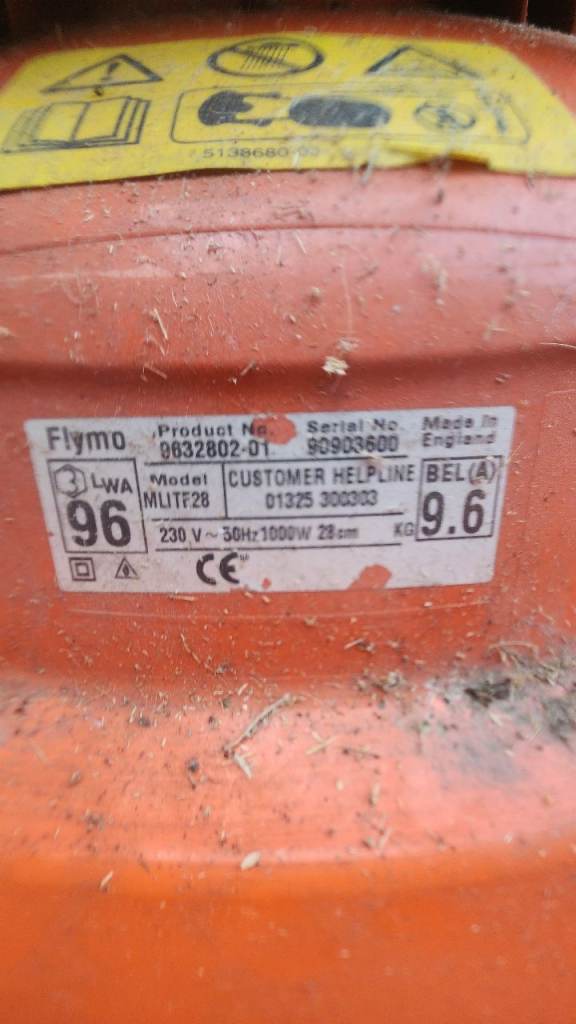 5138680-03
Flymo
Product No. Serial No. Made in
9632802-01 90903600 England
LWA
96
Model
MLITF28
CUSTOMER HELPLINE
01325 300303
BEL(A)
9.6
230 V ~ 50Hz 1000W 28cm KG
CE